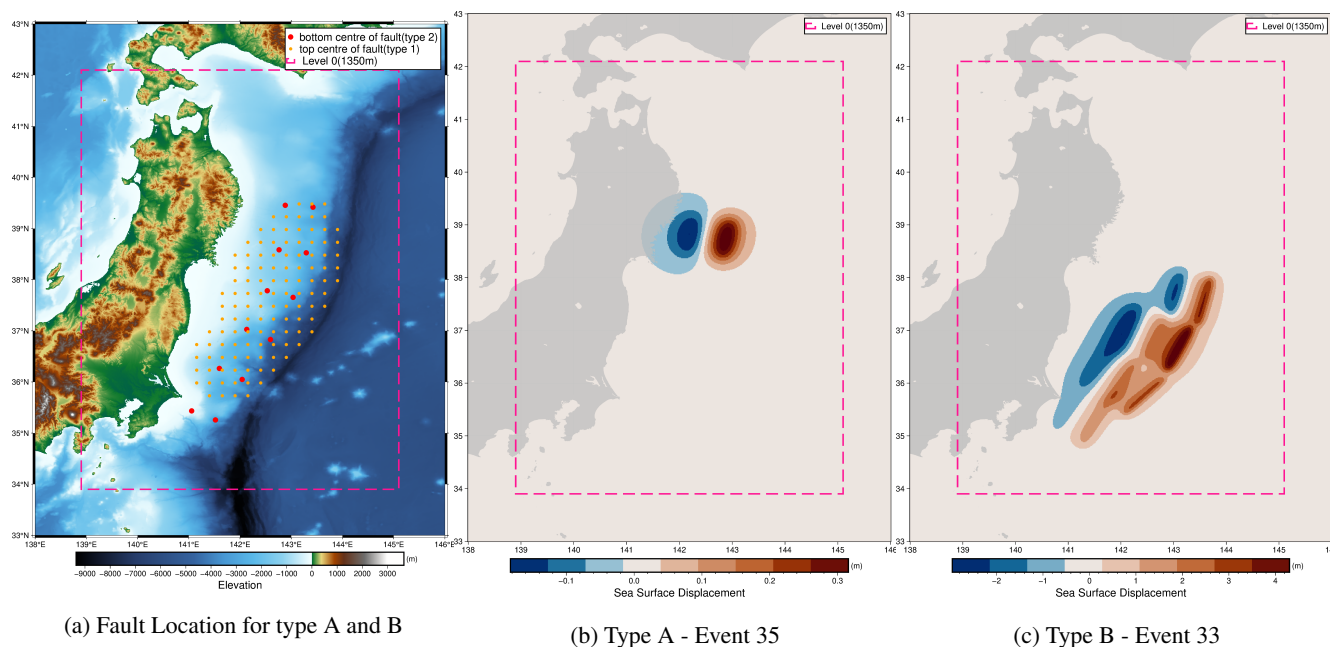 43°N
42°N
41°N
40°N
39°N
38°N
37°N
36°N
35°N
34°N
33°N
138°E
139°E
140°E
141°E
142°E
143°E
144°E
145°E
146°E
bottom centre of fault(type 2)
top centre of fault(type 1)
Level 0(1350m)
−9000 −8000 −7000 −6000 −5000 −4000 −3000 −2000 −1000 0 1000 2000 3000 (m)
Elevation
(a) Fault Location for type A and B
43
42
41
40
39
38
37
36
35
34
33
138 139 140 141 142 143 144 145 146
Level 0(1350m)
−0.1 0.0 0.1 0.2 0.3 (m)
Sea Surface Displacement
(b) Type A - Event 35
43
42
41
40
39
38
37
36
35
34
33
138 139 140 141 142 143 144 145
Level 0(1350m)
−2 −1 0 1 2 3 4 (m)
Sea Surface Displacement
(c) Type B - Event 33